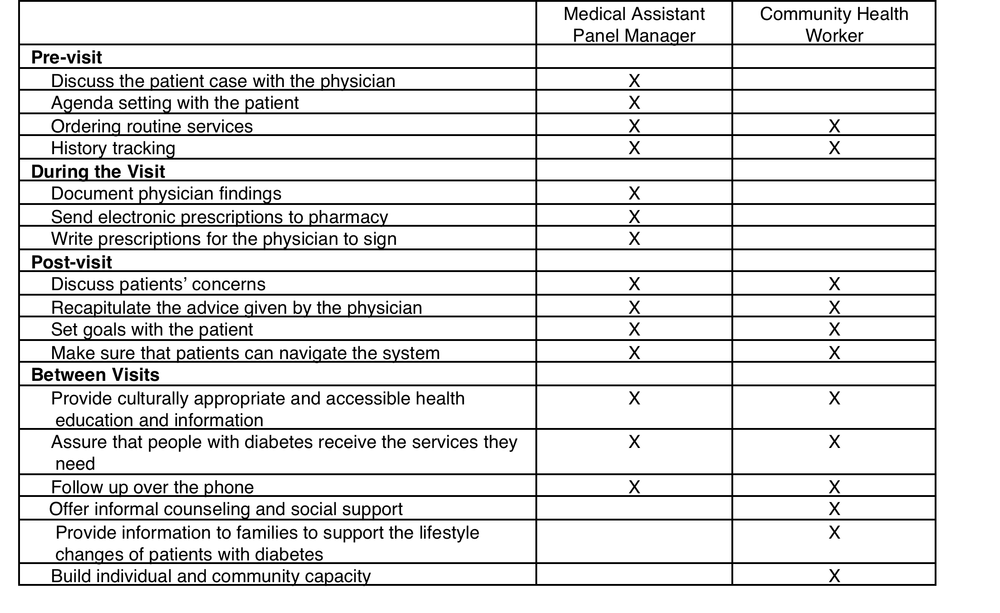 Medical Assistant Community Health
Panel Manager Worker
Pre-visit
Discuss the patient case with the physician X
Agenda setting with the patient X
Ordering routine services X X
History tracking X X
During the Visit
Document physician findings X
Send electronic prescriptions to pharmacy X
Write prescriptions for the physician to sign X
Post-visit
Discuss patients’ concerns X X
Recapitulate the advice given by the physician X X
Set goals with the patient X X
Make sure that patients can navigate the system X X
Between Visits
Provide culturally appropriate and accessible health X X
education and information
Assure that people with diabetes receive the services they X X
need
Follow up over the phone X X
Offer informal counseling and social support X
Provide information to families to support the lifestyle X
changes of patients with diabetes
Build individual and community capacity X